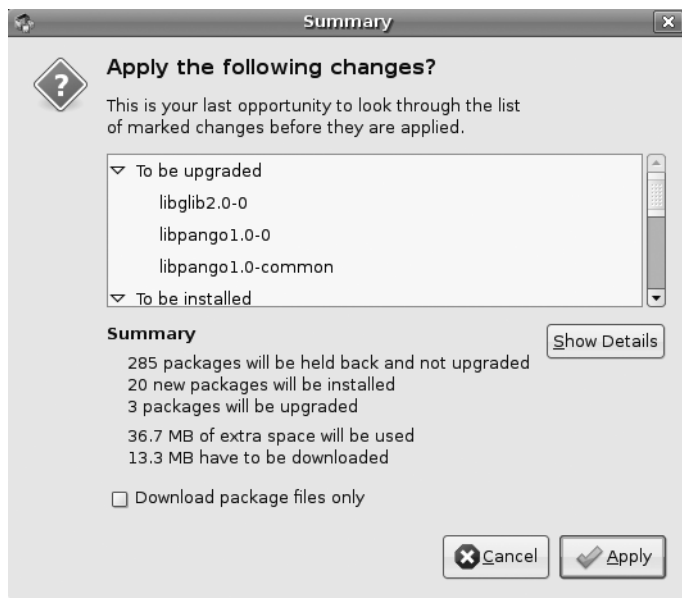 Summary
Apply the following changes?
This is your last opportunity to look through the list
of marked changes before they are applied.
To be upgraded
libglib2.0-0
libpango1.0-0
libpango1.0-common
To be installed
Summary
Show Details
285 packages will be held back and not upgraded
20 new packages will be installed
3 packages will be upgraded
36.7 MB of extra space will be used
13.3 MB have to be downloaded
Download package files only
Cancel
Apply